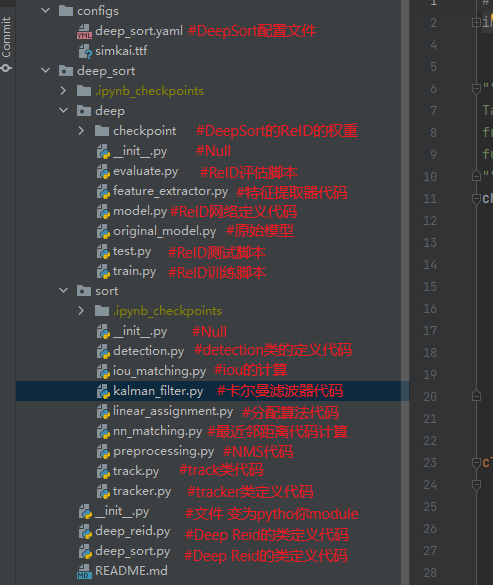 Commit
configs
deep_sort.yaml #DeepSort配置文件
simkai.ttf
deep_sort
.ipynb_checkpoints
deep
checkpoint #DeepSort的ReID的权重
__init__.py #Null
evaluate.py #ReID评估脚本
feature_extractor.py #特征提取器代码
model.py #ReID网络定义代码
original_model.py #原始模型
test.py #ReID测试脚本
train.py #ReID训练脚本
sort
.ipynb_checkpoints
__init__.py #Null
detection.py #detection类的定义代码
iou_matching.py #iou的计算
kalman_filter.py #卡尔曼滤波器代码
linear_assignment.py #分配算法代码
nn_matching.py #最近邻距离代码计算
preprocessing.py #NMS代码
track.py #track类代码
tracker.py #tracker类定义代码
__init__.py #文件 变为pytho你module
deep_reid.py #Deep Reid的类定义代码
deep_sort.py #Deep Reid的类定义代码
README.md
1 #
2
6 ""
7 Ta
8 fr
9 fu
10 ""
11 ch
12
13
14
15
16
17
18
19
20
21
22
23 cl
24
25
26
27
28